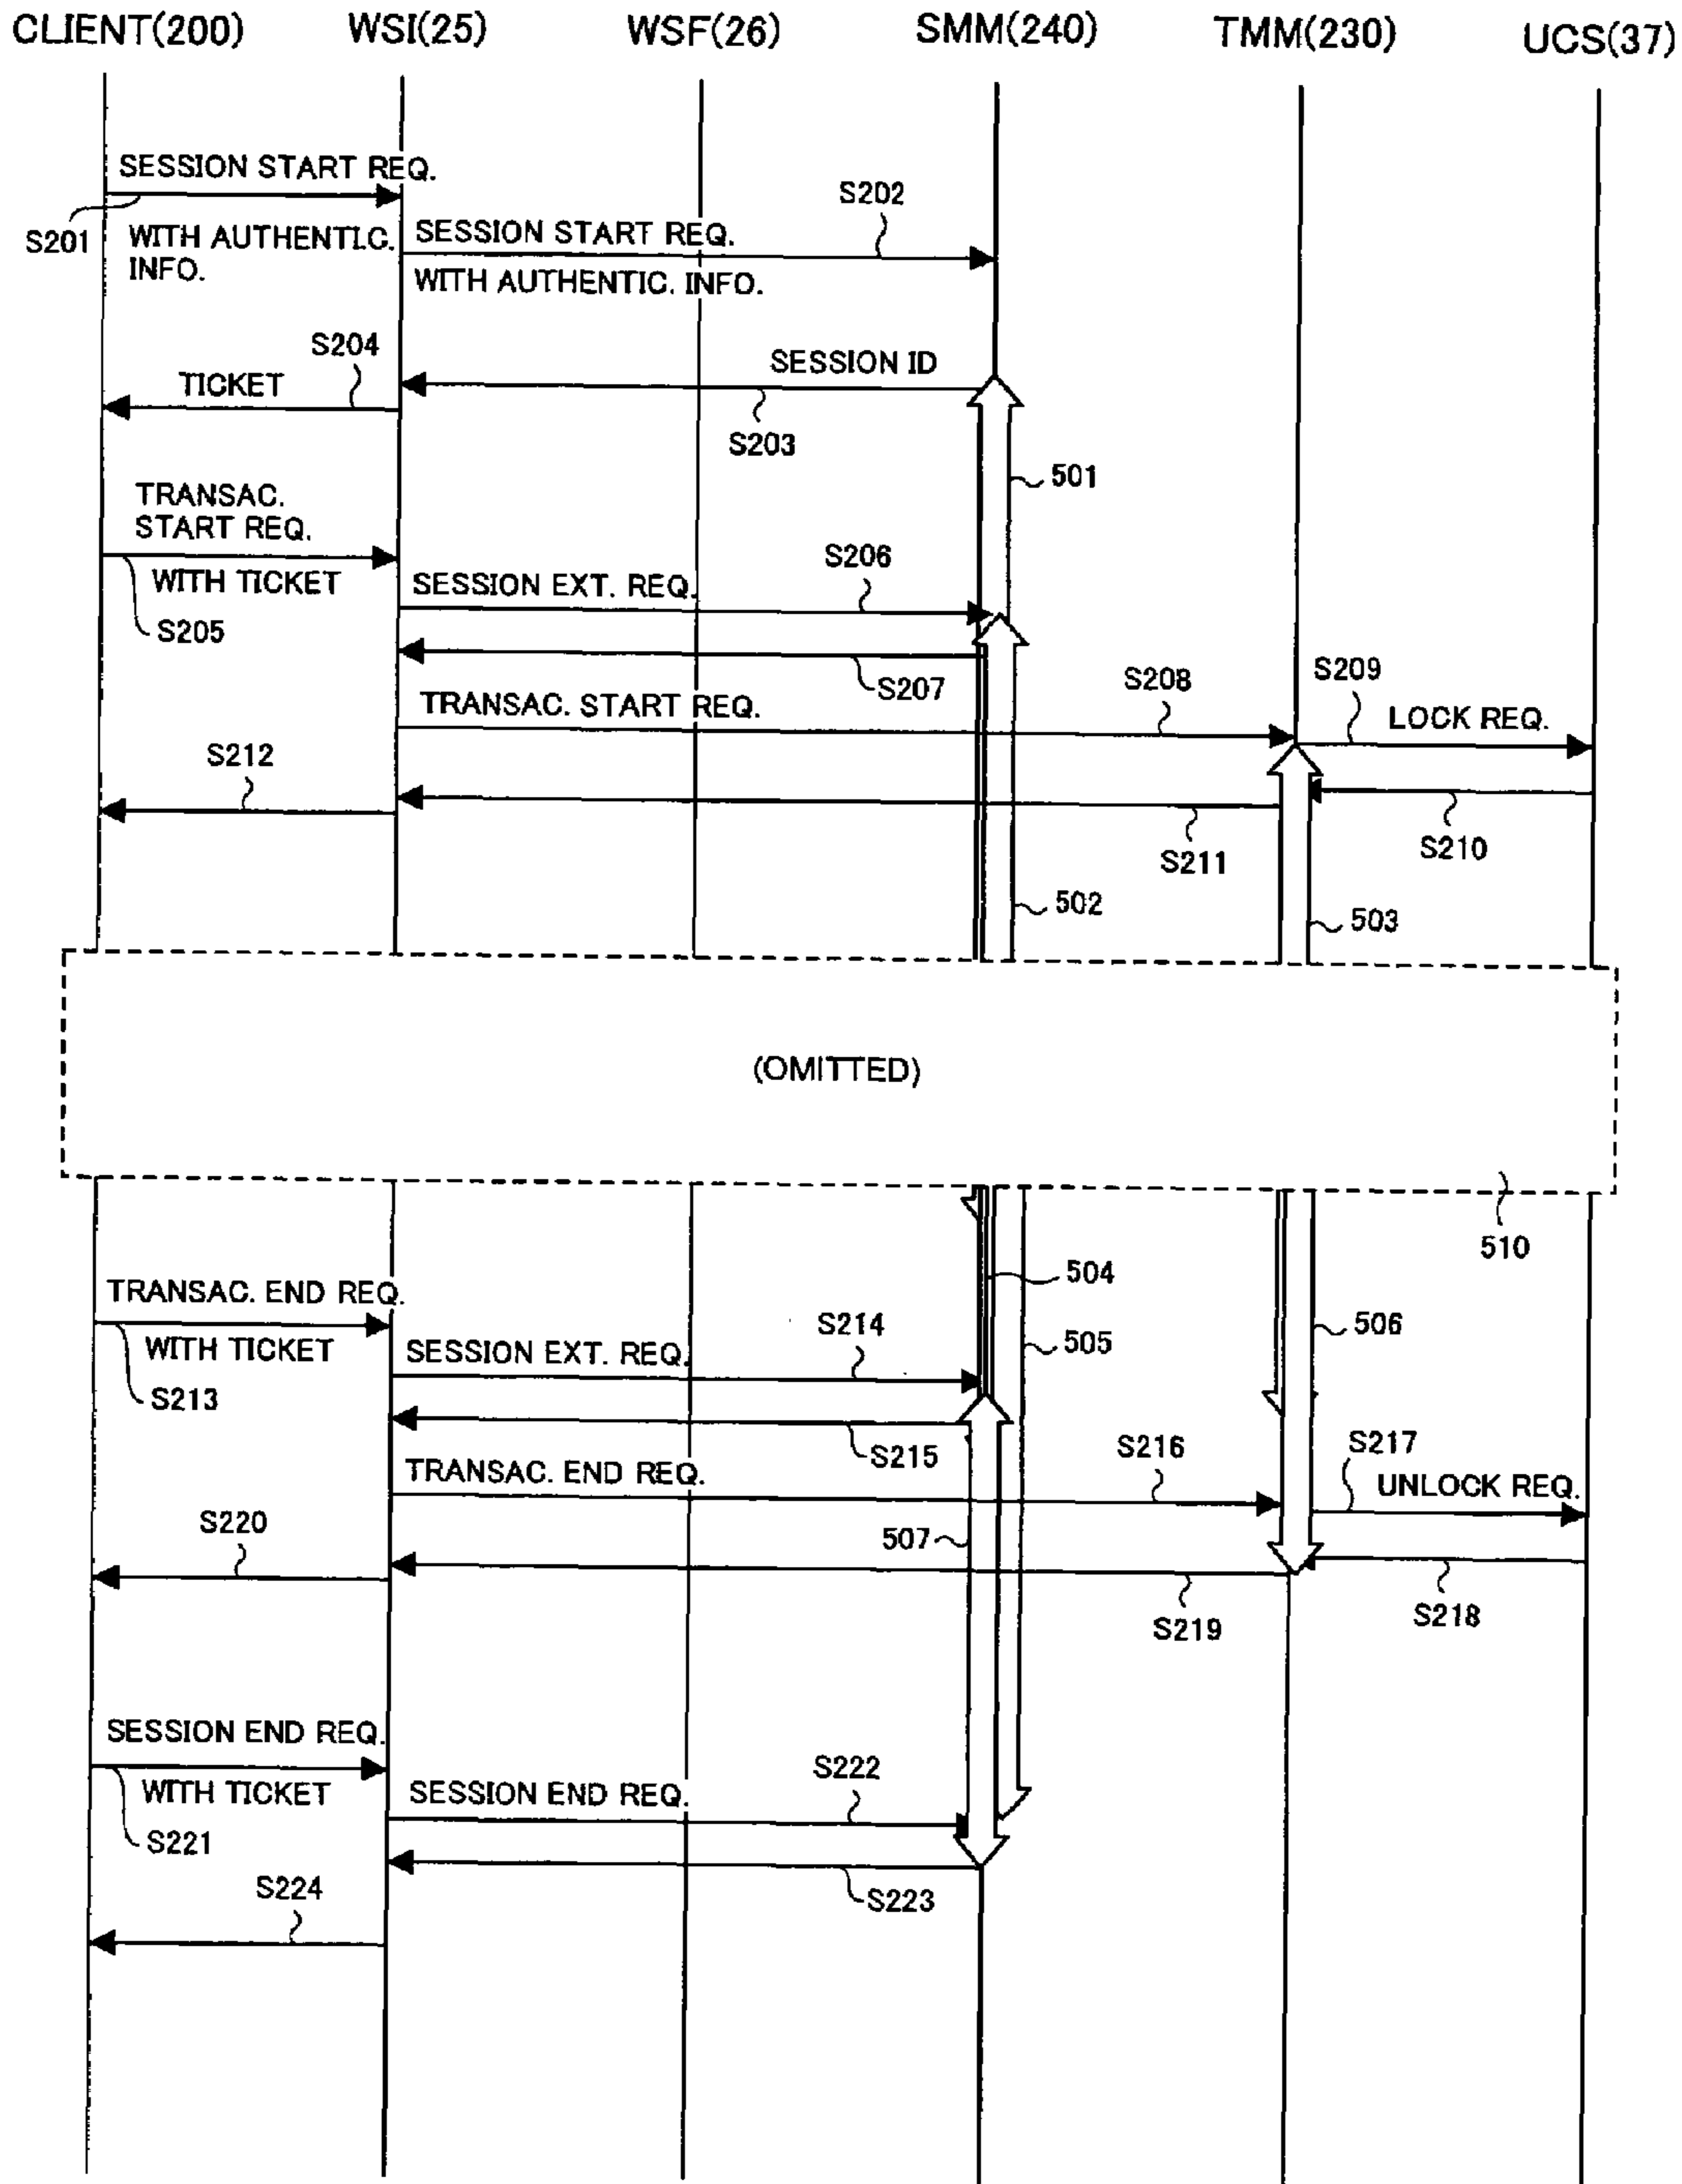 CLIENT(200) WSI(25) WSF(26) SMM(240) TMM(230) UCS(37)
SESSION START REQ.
S201
WITH AUTHENTIC.
INFO.
S202
SESSION START REQ.
WITH AUTHENTIC. INFO.
S204
TICKET
SESSION ID
S203
501
TRANSAC.
START REQ.
WITH TICKET
S205
S206
SESSION EXT. REQ.
S207
S208
TRANSAC. START REQ.
S209
LOCK REQ.
S212
S211
S210
502
503
(OMITTED)
510
504
TRANSAC. END REQ.
WITH TICKET
S213
S214
SESSION EXT. REQ.
505
506
S215
S216
TRANSAC. END REQ.
S217
UNLOCK REQ.
S220
507
S219
S218
SESSION END REQ.
WITH TICKET
S221
S222
SESSION END REQ.
S223
S224